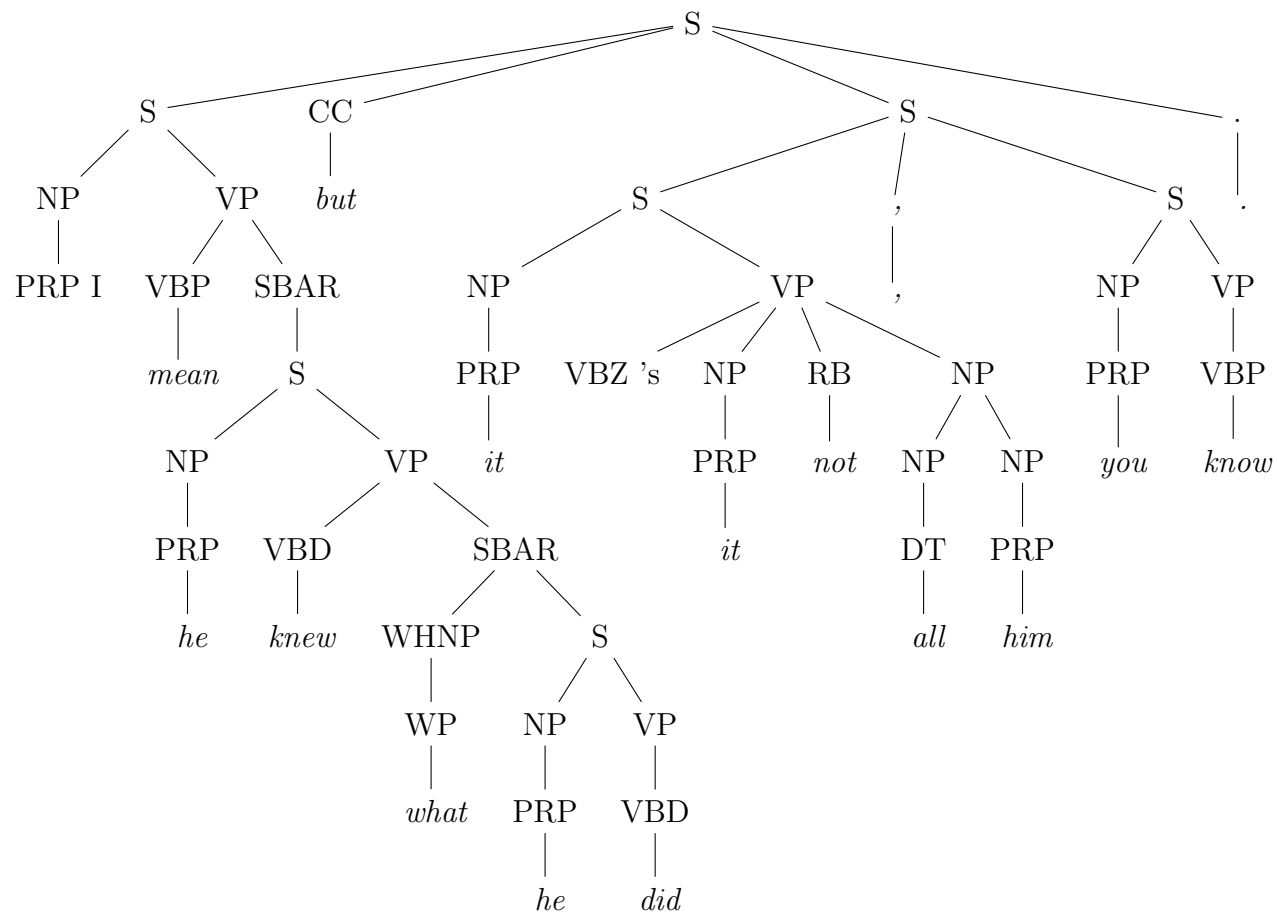 S
S CC S .
NP VP but S , S .
PRP I VBP SBAR NP VP , NP VP
mean S PRP VBZ 's NP RB NP PRP VBP
NP VP it PRP not NP NP you know
PRP VBD SBAR it DT PRP
he knew WHNP S all him
WP NP VP
what PRP VBD
he did